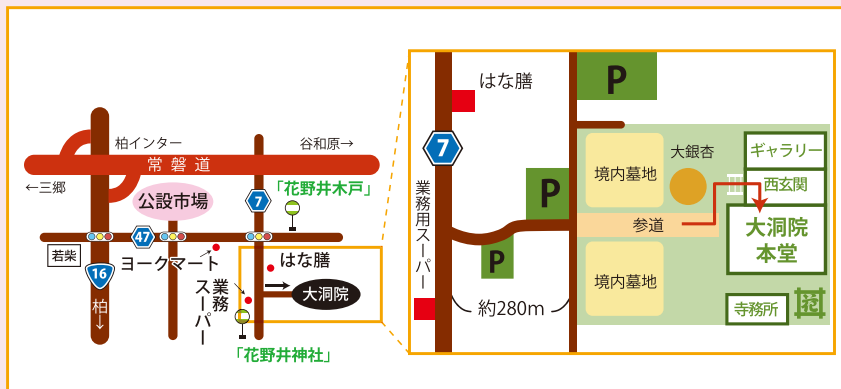 柏インター
谷和原→
常磐道
←三郷
公設市場
7
「花野井木戸」
47
若柴
ヨークマート
16
はな膳
業務
スーパー
大洞院
柏→
「花野井神社」
はな膳
P
7
業務用スーパー
P
P
約280m
境内墓地
大銀杏
ギャラリー
西玄関
参道
大洞院
本堂
境内墓地
寺務所